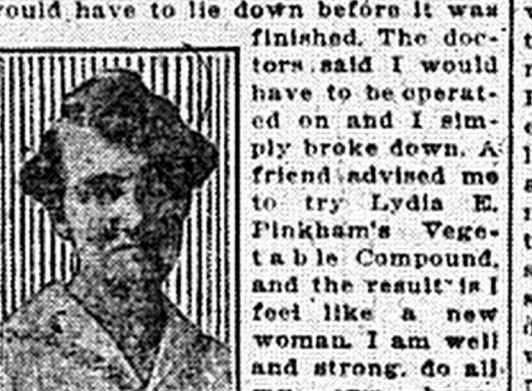 would have to lie down before it was
finished. The doc-
tors said I would
have to be operat-
ed on and I sim-
ply broke down. A
friend advised me
to try Lydia E.
Pinkham's Vege-
table Compound,
and the result is I
feel like a new
woman. I am well
and strong, do all